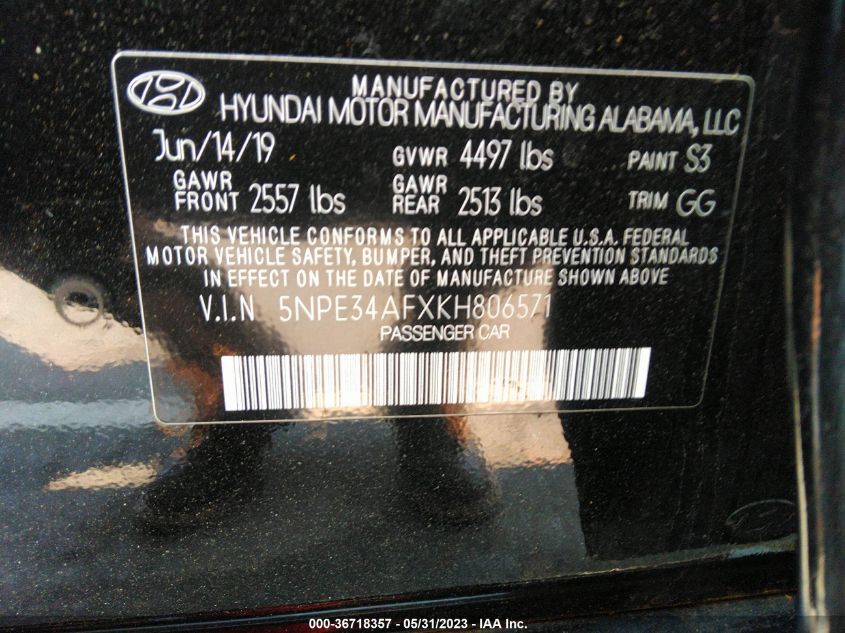 MANUFACTURED BY
HYUNDAI MOTOR MANUFACTURING ALABAMA, LLC
Jun/14/19 GVWR 4497 lbs PAINT S3
GAWR FRONT 2557 lbs GAWR REAR 2513 lbs TRIM GG
THIS VEHICLE CONFORMS TO ALL APPLICABLE U.S.A. FEDERAL
MOTOR VEHICLE SAFETY, BUMPER, AND THEFT PREVENTION STANDARDS
IN EFFECT ON THE DATE OF MANUFACTURE SHOWN ABOVE
V.I.N 5NPE34AFXKH806571
PASSENGER CAR
000-36718357 - 05/31/2023 - © IAA Inc.